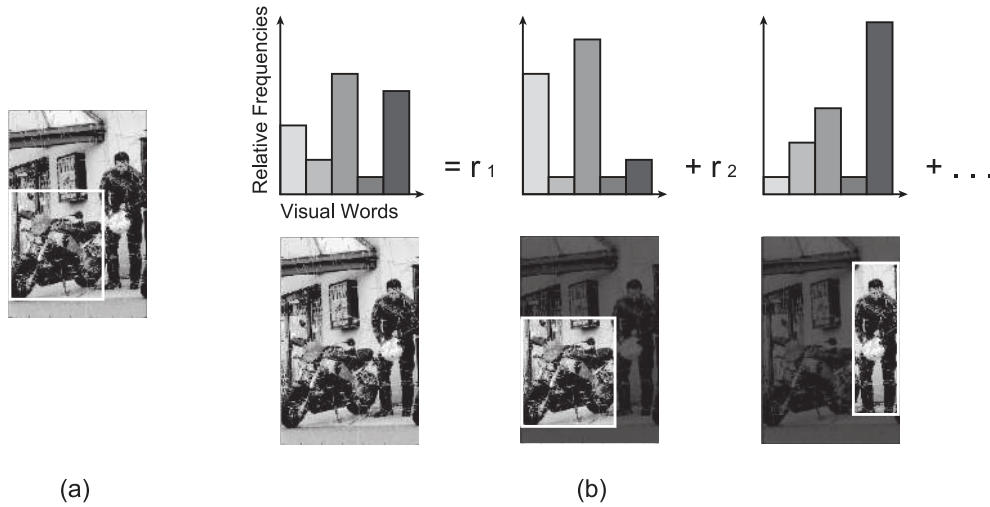 Relative Frequencies
Visual Words
= r 1
+ r 2
+ . . .
(a)
(b)